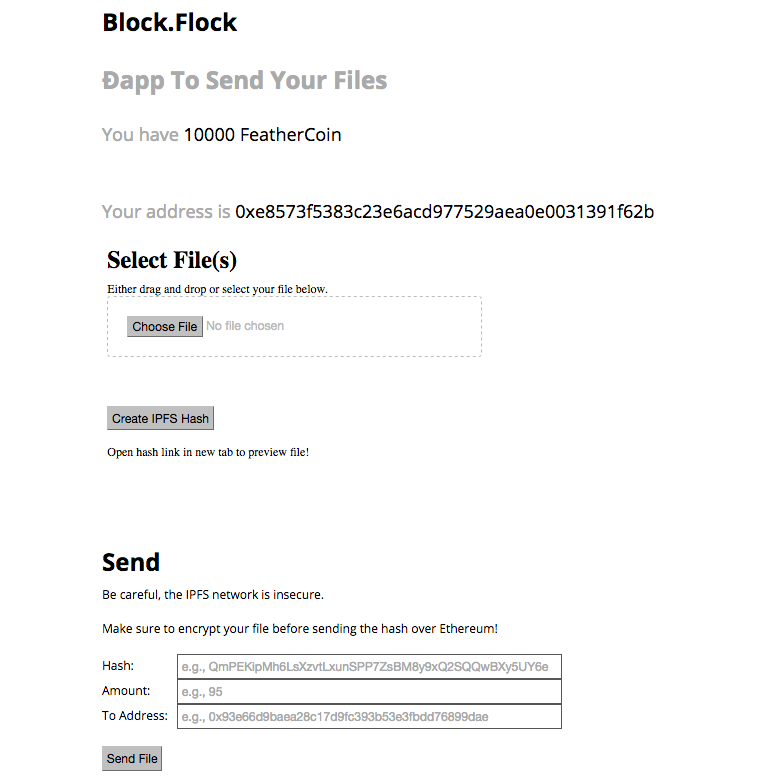 Block.Flock
Ðapp To Send Your Files
You have 10000 FeatherCoin
Your address is 0xe8573f5383c23e6acd977529aea0e0031391f62b
Select File(s)
Either drag and drop or select your file below.
Choose File No file chosen
Create IPFS Hash
Open hash link in new tab to preview file!
Send
Be careful, the IPFS network is insecure.
Make sure to encrypt your file before sending the hash over Ethereum!
Hash: e.g., QmPEKipMh6LsXzvtLxunSPP7ZsBM8y9xQ2SQQwBXy5UY6e
Amount: e.g., 95
To Address: e.g., 0x93e66d9baea28c17d9fc393b53e3fbdd76899dae
Send File